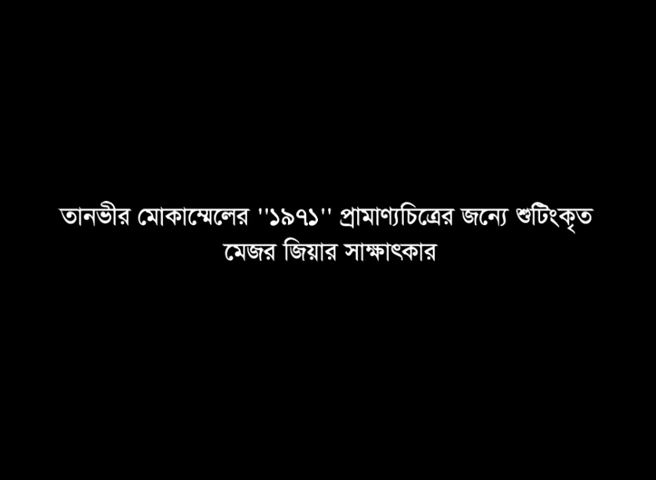 তানভীর মোকাম্মেলের "১৯৭১" প্রামাণ্যচিত্রের জন্যে শুটিংকৃত
মেজর জিয়ার সাক্ষাৎকার